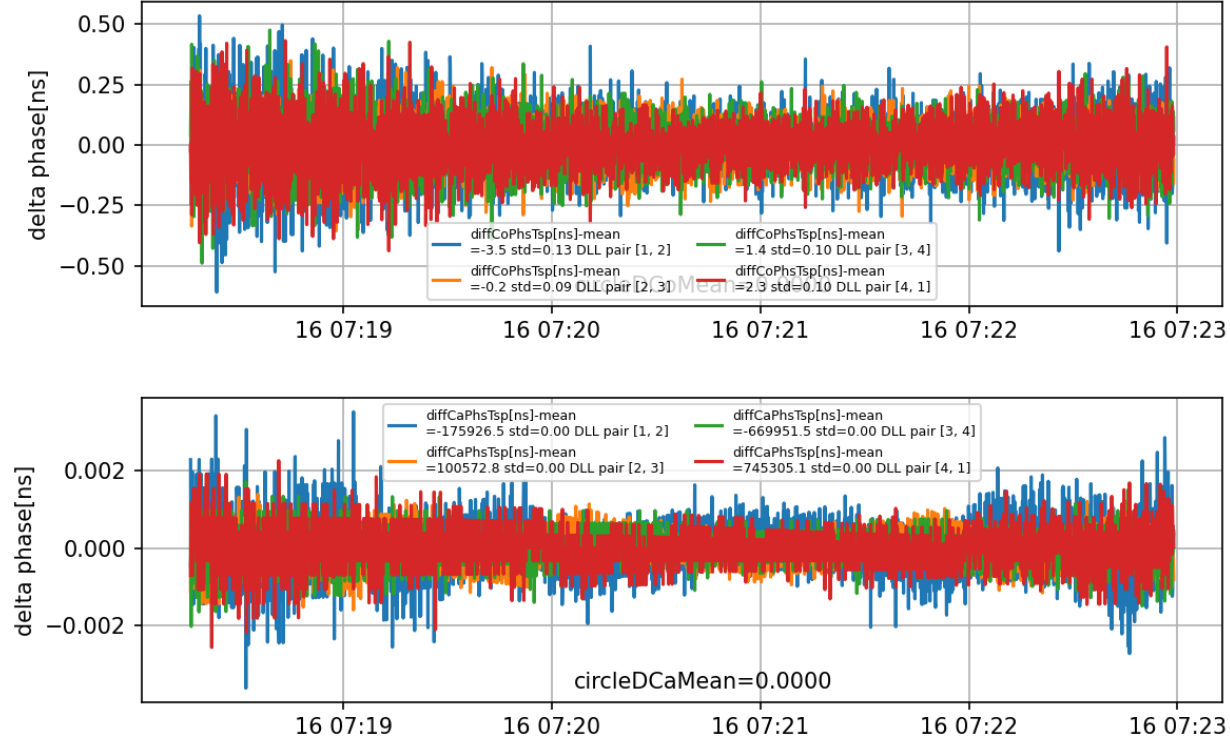 0.50
0.25
0.00
−0.25
−0.50
delta phase[ns]
diffCoPhsTsp[ns]-mean
=-3.5 std=0.13 DLL pair [1, 2]
diffCoPhsTsp[ns]-mean
=-0.2 std=0.09 DLL pair [2, 3]
diffCoPhsTsp[ns]-mean
=1.4 std=0.10 DLL pair [3, 4]
diffCoPhsTsp[ns]-mean
=2.3 std=0.10 DLL pair [4, 1]
circleDCoMean=0.0000
16 07:19 16 07:20 16 07:21 16 07:22 16 07:23
0.002
0.000
−0.002
delta phase[ns]
diffCaPhsTsp[ns]-mean
=-175926.5 std=0.00 DLL pair [1, 2]
diffCaPhsTsp[ns]-mean
=100572.8 std=0.00 DLL pair [2, 3]
diffCaPhsTsp[ns]-mean
=-669951.5 std=0.00 DLL pair [3, 4]
diffCaPhsTsp[ns]-mean
=745305.1 std=0.00 DLL pair [4, 1]
circleDCaMean=0.0000
16 07:19 16 07:20 16 07:21 16 07:22 16 07:23